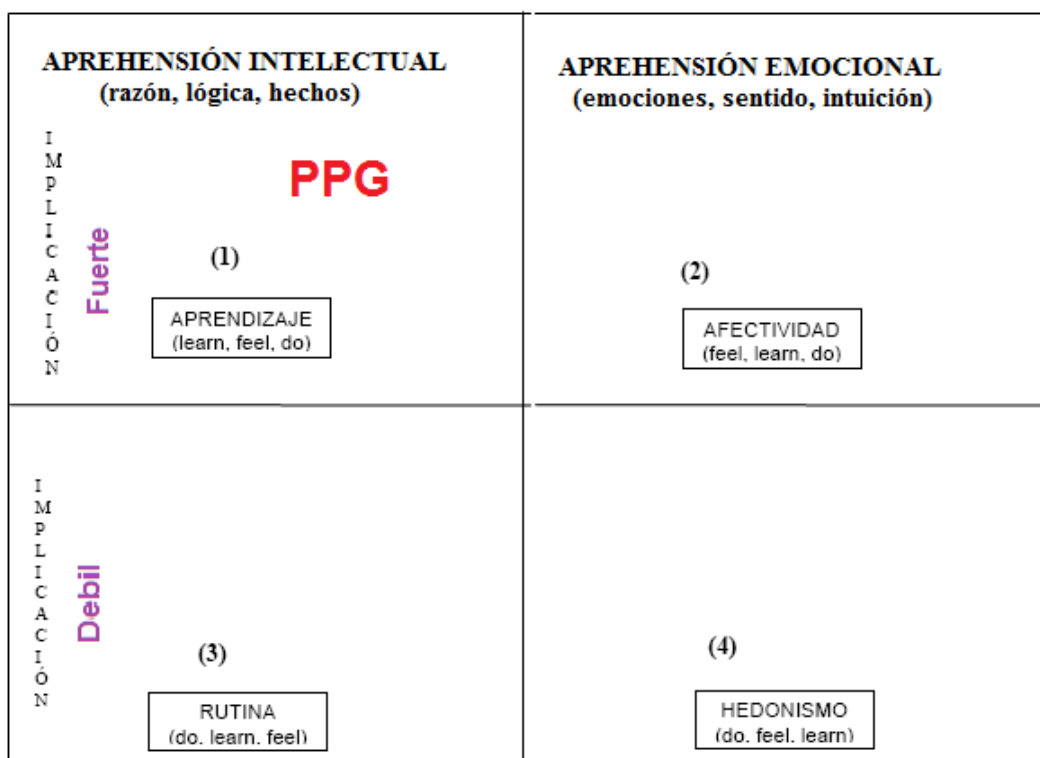 APREHENSIÓN INTELECTUAL
(razón, lógica, hechos)
APREHENSIÓN EMOCIONAL
(emociones, sentido, intuición)
IMPLICACIÓN
Fuerte
PPG
(1)
APRENDIZAJE
(learn, feel, do)
(2)
AFECTIVIDAD
(feel, learn, do)
IMPLICACIÓN
Debil
(3)
RUTINA
(do. learn. feel)
(4)
HEDONISMO
(do. feel. learn)